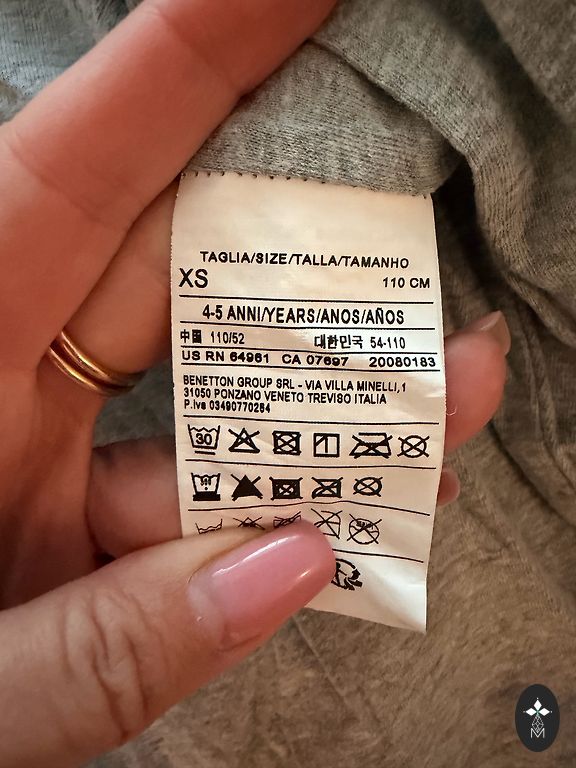 TAGLIA/SIZE/TALLA/TAMANHO
XS 110 CM
4-5 ANNI/YEARS/ANOS/AÑOS
中国 110/52 대한민국 54-110
US RN 64961 CA 07697 20080183
BENETTON GROUP SRL - VIA VILLA MINELLI,1
31050 PONZANO VENETO TREVISO ITALIA
P.Iva 03490770264
30
M